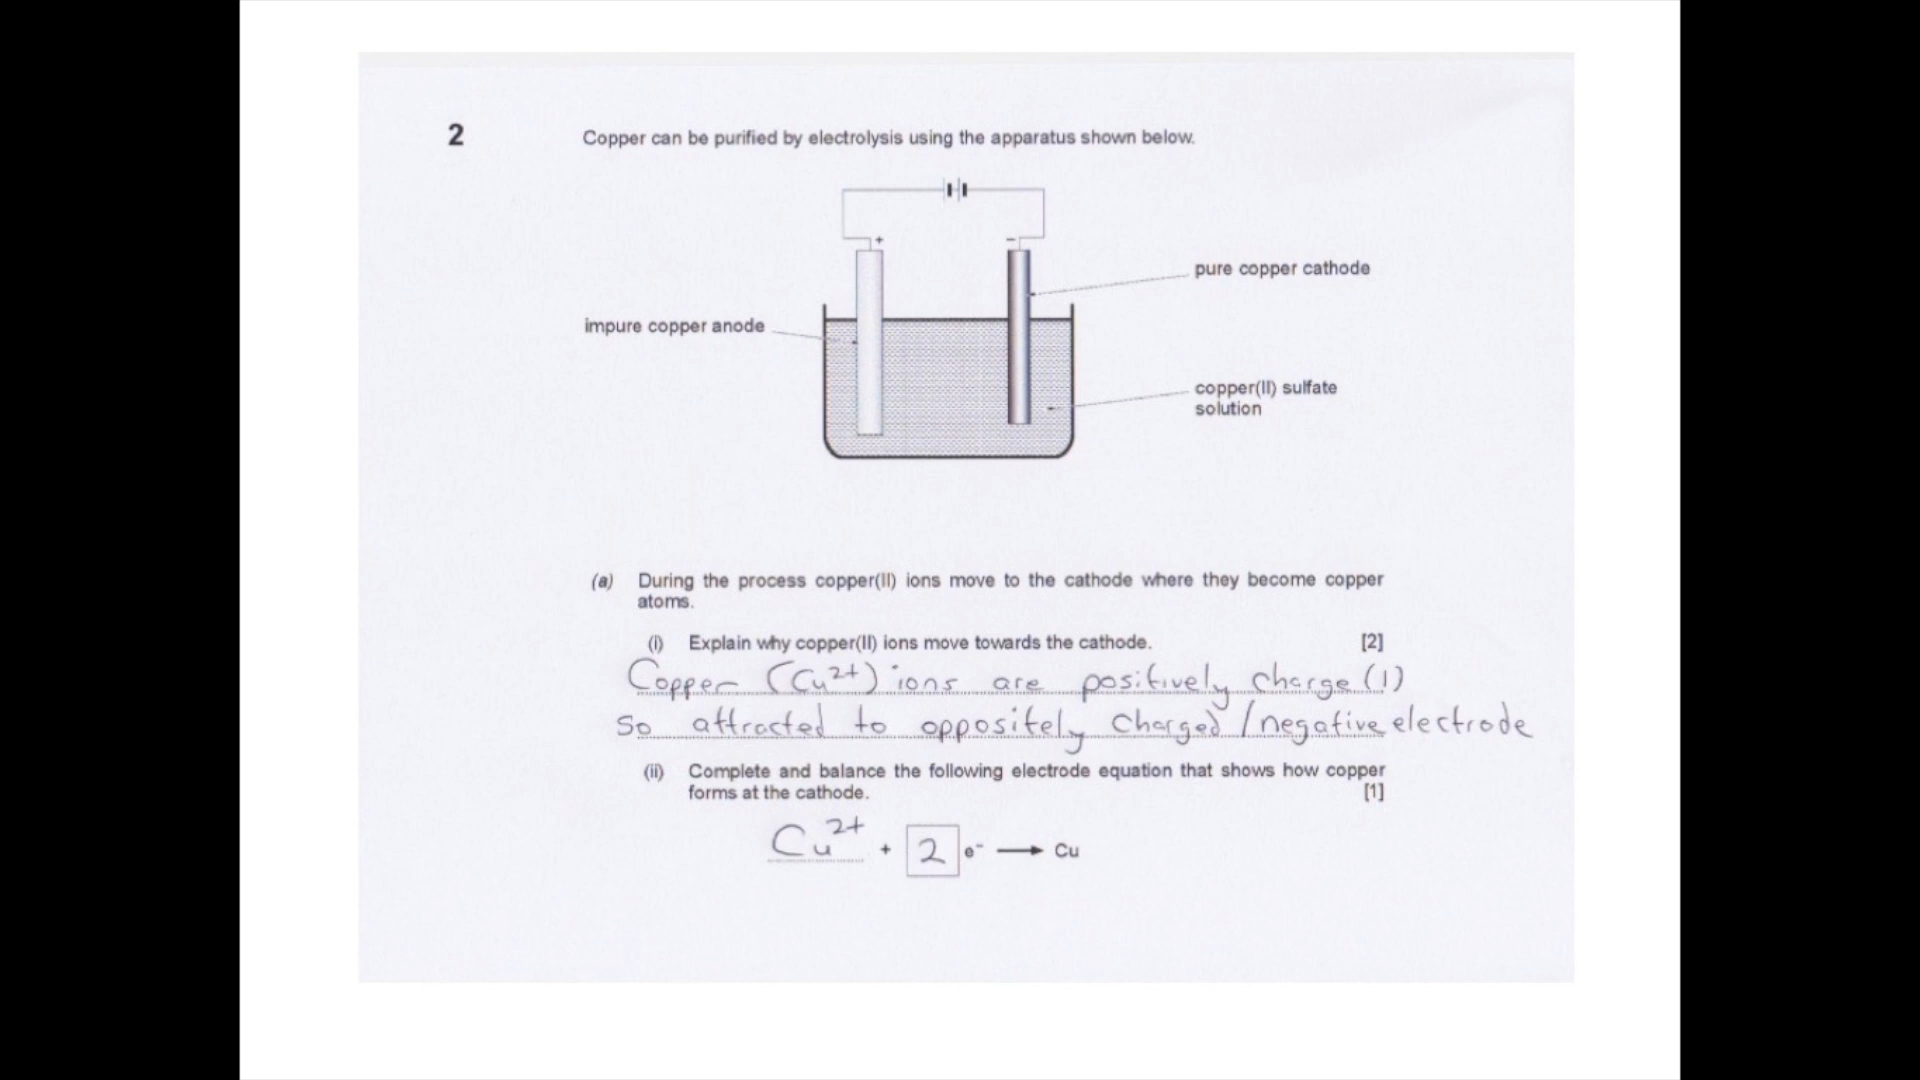 2 Copper can be purified by electrolysis using the apparatus shown below.
+ −
pure copper cathode
impure copper anode
copper(II) sulfate
solution
(a) During the process copper(II) ions move to the cathode where they become copper
atoms.
(i) Explain why copper(II) ions move towards the cathode. [2]
Copper (Cu²⁺) ions are positively charge (1)
so attracted to oppositely charged / negative electrode
(ii) Complete and balance the following electrode equation that shows how copper
forms at the cathode. [1]
Cu²⁺ + 2 e⁻ ⟶ Cu